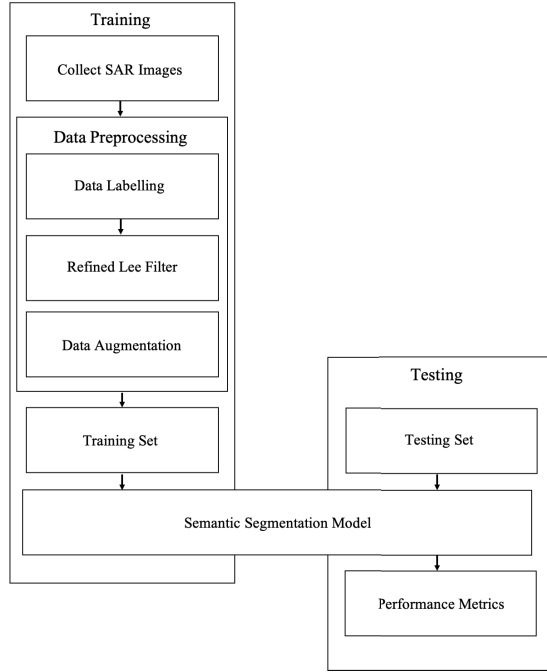 Training
Collect SAR Images
Data Preprocessing
Data Labelling
Refined Lee Filter
Data Augmentation
Training Set
Testing
Testing Set
Semantic Segmentation Model
Performance Metrics